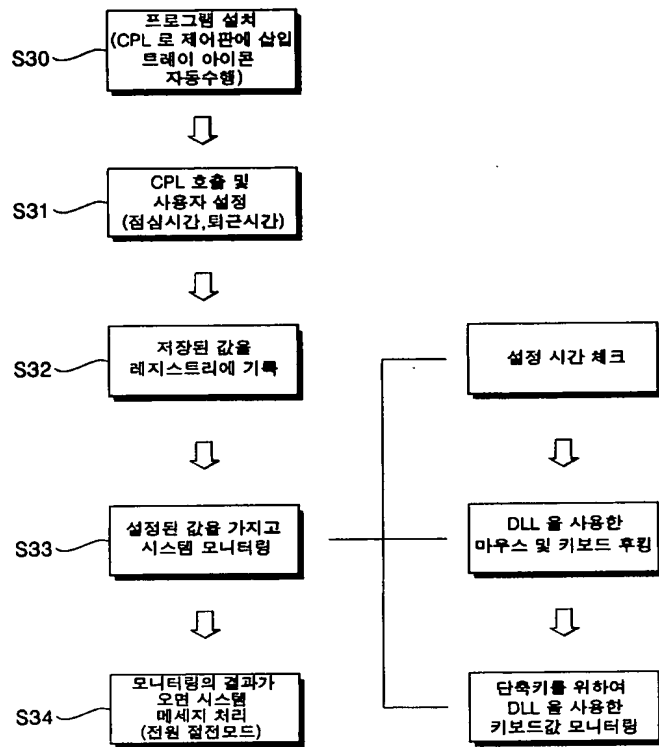 S30
프로그램 설치
(CPL 로 제어판에 삽입
트래이 아이콘
자동수행)
S31
CPL 호출 및
사용자 설정
(점심시간,퇴근시간)
S32
저장된 값을
레지스트리에 기록
S33
설정된 값을 가지고
시스템 모니터링
S34
모니터링의 결과가
오면 시스템
메세지 처리
(전원 절전모드)
설정 시간 체크
DLL 을 사용한
마우스 및 키보드 후킹
단축키를 위하여
DLL 을 사용한
키보드값 모니터링